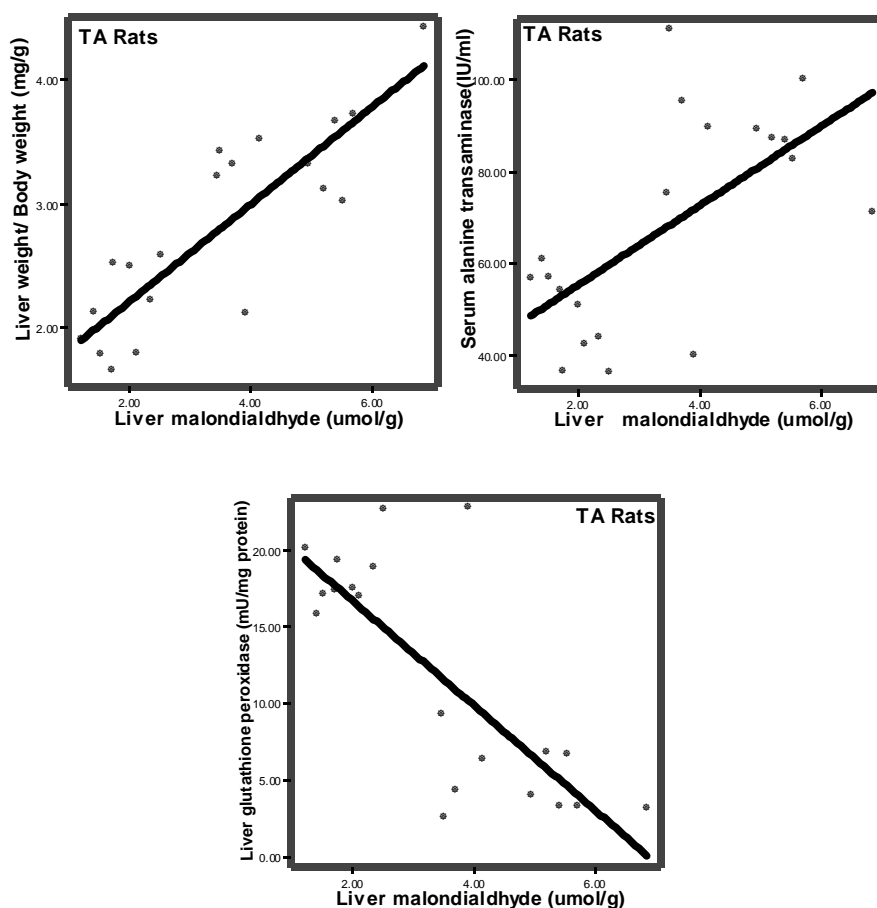 TA Rats
Liver weight/ Body weight (mg/g)
4.00
3.00
2.00
2.00 4.00 6.00
Liver malondialdhyde (umol/g)
TA Rats
Serum alanine transaminase(IU/ml)
100.00
80.00
60.00
40.00
2.00 4.00 6.00
Liver malondialdhyde (umol/g)
TA Rats
Liver glutathione peroxidase (mU/mg protein)
20.00
15.00
10.00
5.00
0.00
2.00 4.00 6.00
Liver malondialdhyde (umol/g)